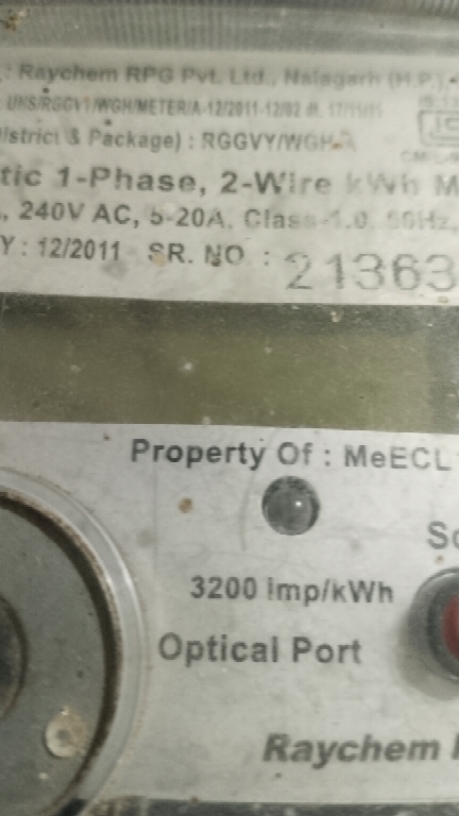 : Raychem RPG Pvt. Ltd., Nalagarh (H.P.),
District & Package) : RGGVY/WGH-A
tic 1-Phase, 2-Wire kWh M
, 240V AC, 5-20A, Class-1.0, 50Hz,
Y : 12/2011 SR. NO : 21363
Property Of : MeECL
3200 imp/kWh
Optical Port
Raychem